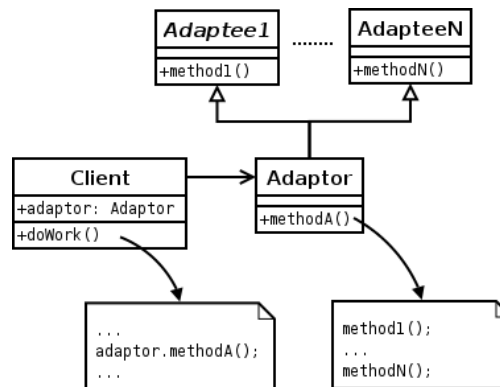 Adaptee1
........
AdapteeN
+method1()
+methodN()
Client
Adaptor
+adaptor: Adaptor
+doWork()
+methodA()
...
adaptor.methodA();
...
method1();
...
methodN();